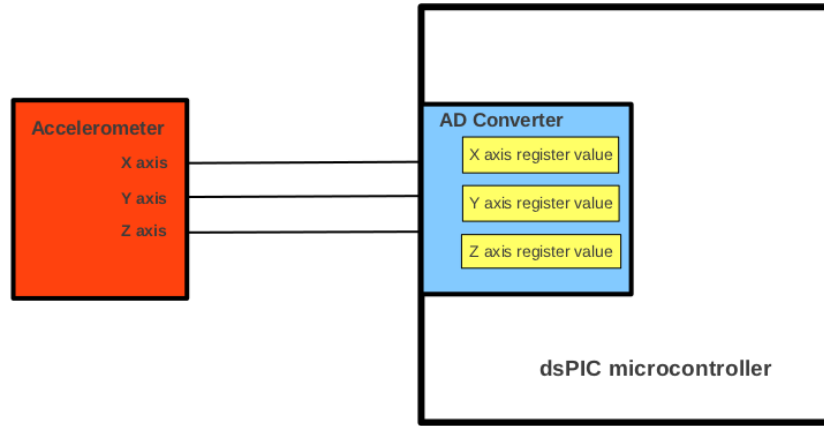 Accelerometer
X axis
Y axis
Z axis
AD Converter
X axis register value
Y axis register value
Z axis register value
dsPIC microcontroller